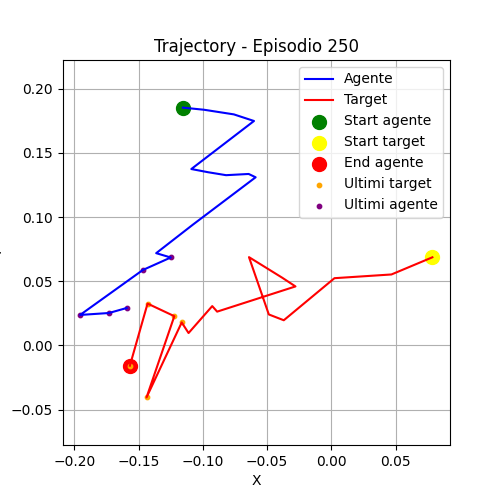 Trajectory - Episodio 250
Agente
Target
Start agente
Start target
End agente
Ultimi target
Ultimi agente
0.20
0.15
0.10
0.05
0.00
−0.05
−0.20
−0.15
−0.10
−0.05
0.00
0.05
X